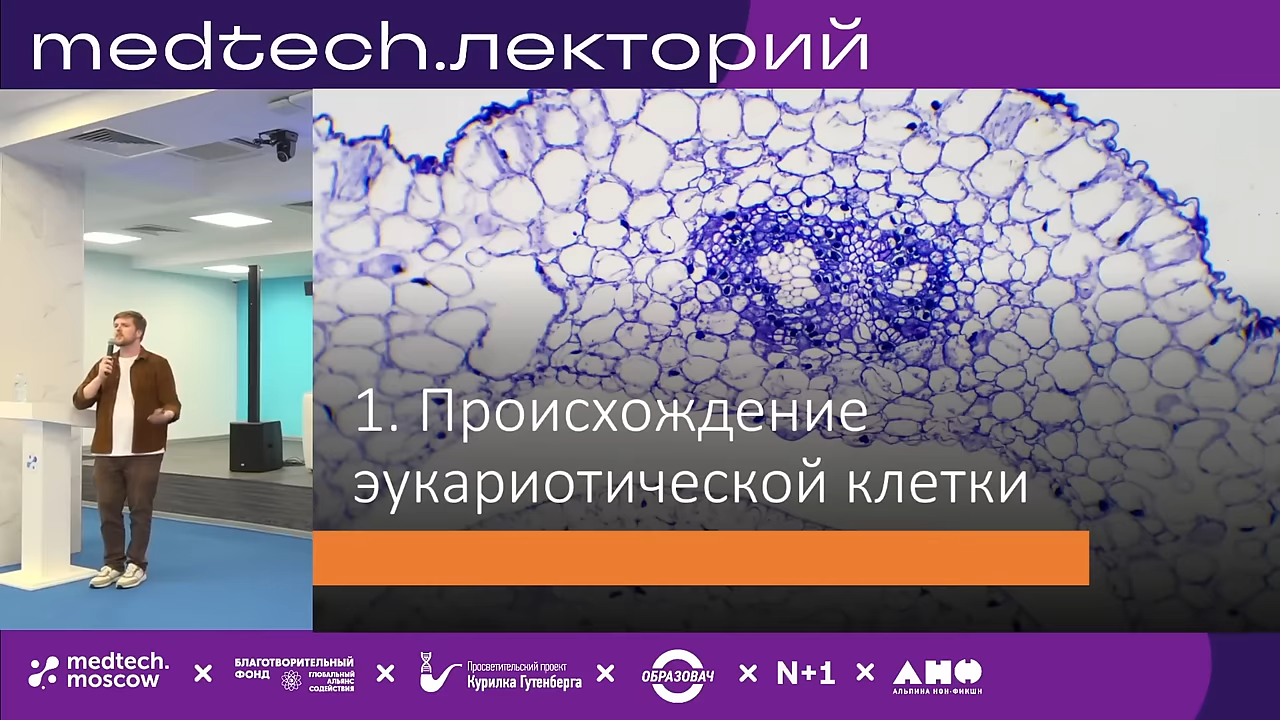 medtech.лекторий
1. Происхождение
эукариотической клетки
medtech.
moscow
×
БЛАГОТВОРИТЕЛЬНЫЙ
ФОНД
ГЛОБАЛЬНЫЙ
АЛЬЯНС
СОДЕЙСТВИЯ
×
Просветительский проект
Курилка Гутенберга
×
ОБРАЗОВАЧ
×
N+1
×
АНФ
АЛЬПИНА НОН-ФИКШН